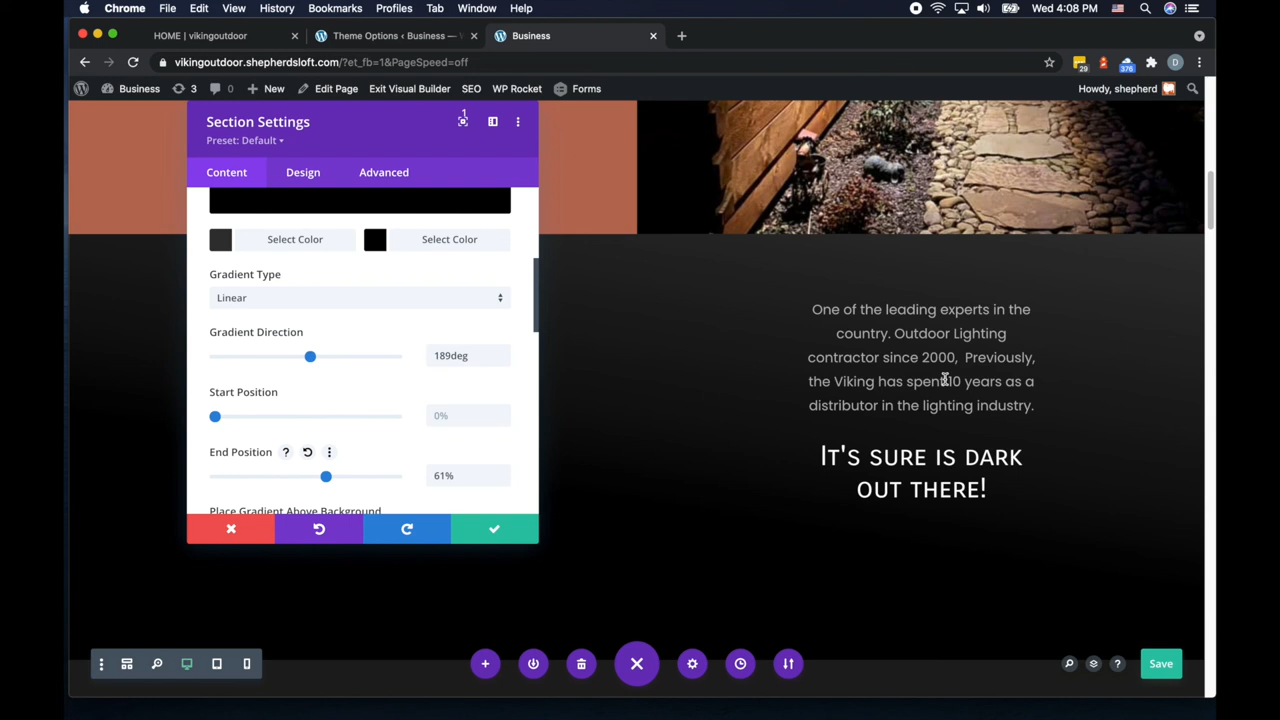 Chrome File Edit View History Bookmarks Profiles Tab Window Help Wed 4:08 PM
HOME | vikingoutdoor Theme Options ‹ Business — Business
vikingoutdoor.shepherdsloft.com/?et_fb=1&PageSpeed=off 29 376 D
Business 3 0 New Edit Page Exit Visual Builder SEO WP Rocket Forms Howdy, shepherd
Section Settings 1
Preset: Default
Content Design Advanced
Select Color Select Color
Gradient Type
Linear
Gradient Direction
189deg
Start Position
0%
End Position ?
61%
Place Gradient Above Background
One of the leading experts in the
country. Outdoor Lighting
contractor since 2000, Previously,
the Viking has spent 10 years as a
distributor in the lighting industry.
It's sure is dark
out there!
? Save